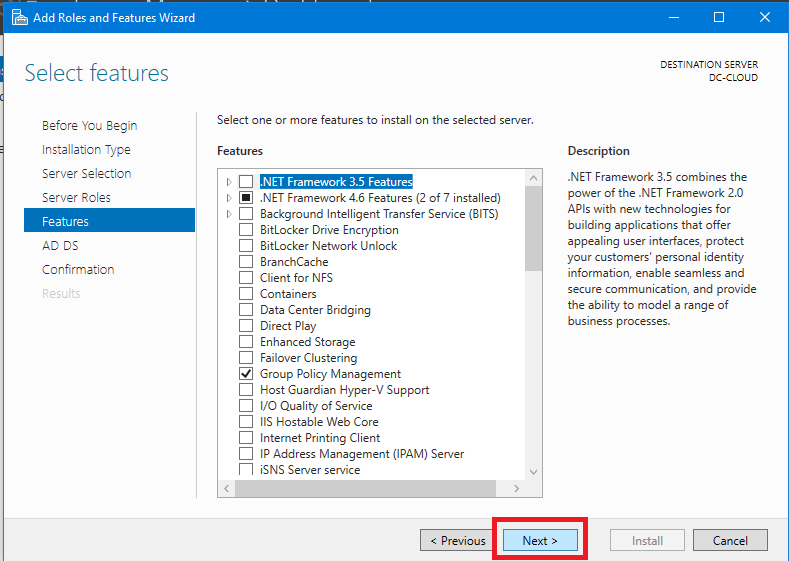 Add Roles and Features Wizard
Select features
DESTINATION SERVER
DC-CLOUD
Before You Begin
Installation Type
Server Selection
Server Roles
Features
AD DS
Confirmation
Results
Select one or more features to install on the selected server.
Features
.NET Framework 3.5 Features
.NET Framework 4.6 Features (2 of 7 installed)
Background Intelligent Transfer Service (BITS)
BitLocker Drive Encryption
BitLocker Network Unlock
BranchCache
Client for NFS
Containers
Data Center Bridging
Direct Play
Enhanced Storage
Failover Clustering
Group Policy Management
Host Guardian Hyper-V Support
I/O Quality of Service
IIS Hostable Web Core
Internet Printing Client
IP Address Management (IPAM) Server
iSNS Server service
Description
.NET Framework 3.5 combines the
power of the .NET Framework 2.0
APIs with new technologies for
building applications that offer
appealing user interfaces, protect
your customers' personal identity
information, enable seamless and
secure communication, and provide
the ability to model a range of
business processes.
< Previous
Next >
Install
Cancel